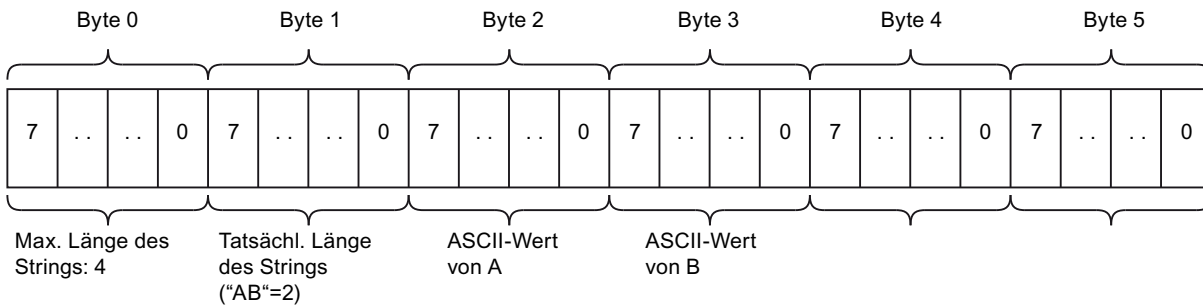 Byte 0 Byte 1 Byte 2 Byte 3 Byte 4 Byte 5
7 . . . . 0 7 . . . . 0 7 . . . . 0 7 . . . . 0 7 . . . . 0 7 . . . . 0
Max. Länge des
Strings: 4
Tatsächl. Länge
des Strings
(“AB“=2)
ASCII-Wert
von A
ASCII-Wert
von B